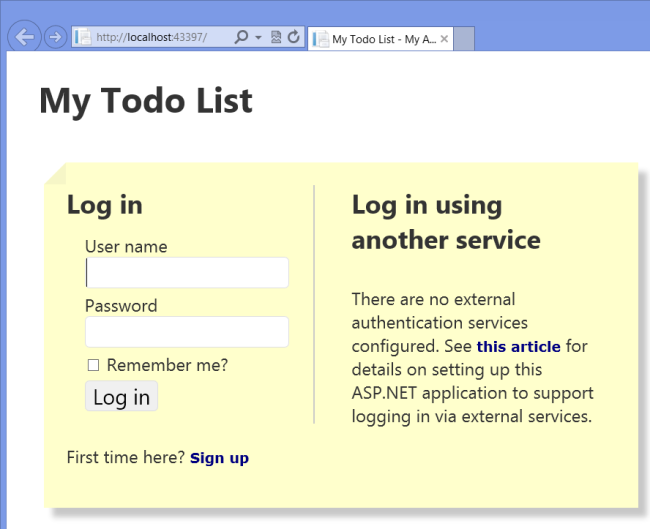 http://localhost:43397/
My Todo List - My A...
My Todo List
Log in
User name
Password
Remember me?
Log in
First time here? Sign up
Log in using
another service
There are no external
authentication services
configured. See this article for
details on setting up this
ASP.NET application to support
logging in via external services.